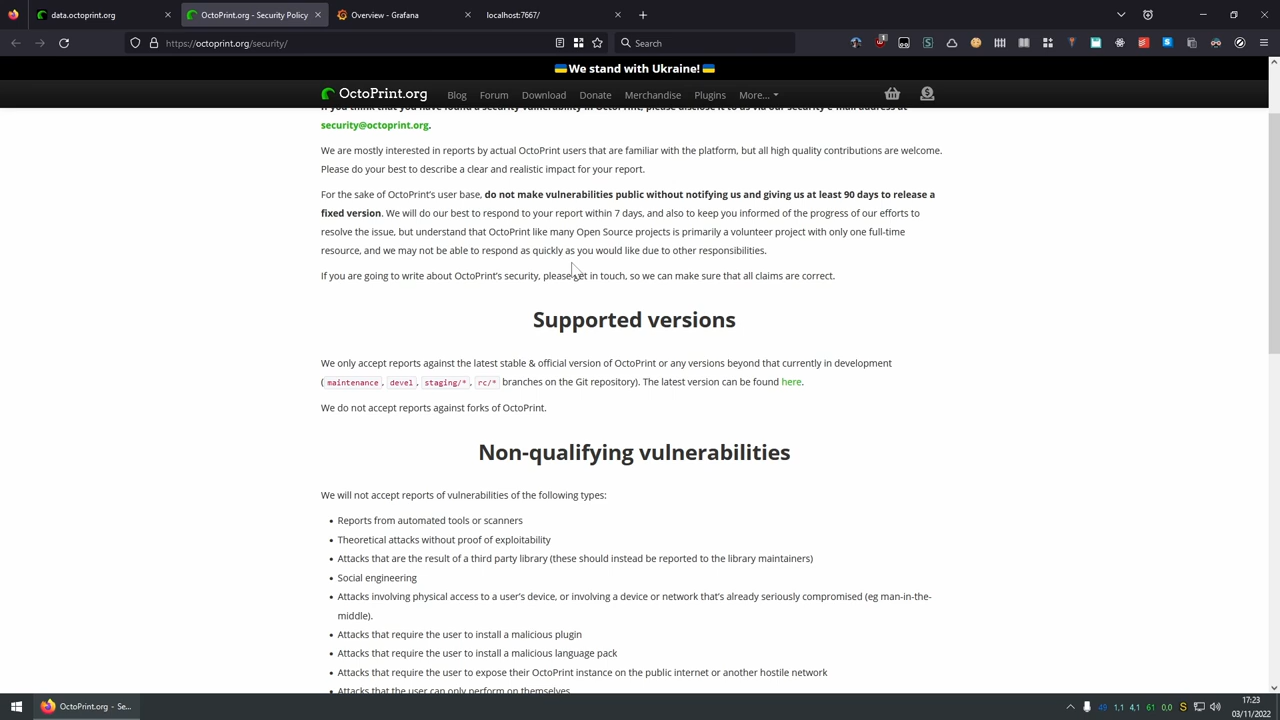 data.octoprint.org
OctoPrint.org - Security Policy
Overview - Grafana
localhost:7667/
https://octoprint.org/security/
Search
1
We stand with Ukraine!
OctoPrint.org
Blog
Forum
Download
Donate
Merchandise
Plugins
More...
If you think that you have found a security vulnerability in OctoPrint, please disclose it to us via our security e-mail address at
security@octoprint.org.
We are mostly interested in reports by actual OctoPrint users that are familiar with the platform, but all high quality contributions are welcome.
Please do your best to describe a clear and realistic impact for your report.
For the sake of OctoPrint's user base, do not make vulnerabilities public without notifying us and giving us at least 90 days to release a
fixed version. We will do our best to respond to your report within 7 days, and also to keep you informed of the progress of our efforts to
resolve the issue, but understand that OctoPrint like many Open Source projects is primarily a volunteer project with only one full-time
resource, and we may not be able to respond as quickly as you would like due to other responsibilities.
If you are going to write about OctoPrint's security, please get in touch, so we can make sure that all claims are correct.
Supported versions
We only accept reports against the latest stable & official version of OctoPrint or any versions beyond that currently in development
( maintenance, devel, staging/*, rc/* branches on the Git repository). The latest version can be found here.
We do not accept reports against forks of OctoPrint.
Non-qualifying vulnerabilities
We will not accept reports of vulnerabilities of the following types:
• Reports from automated tools or scanners
• Theoretical attacks without proof of exploitability
• Attacks that are the result of a third party library (these should instead be reported to the library maintainers)
• Social engineering
• Attacks involving physical access to a user's device, or involving a device or network that's already seriously compromised (eg man-in-the-
middle).
• Attacks that require the user to install a malicious plugin
• Attacks that require the user to install a malicious language pack
• Attacks that require the user to expose their OctoPrint instance on the public internet or another hostile network
• Attacks that the user can only perform on themselves
OctoPrint.org - Se...
49 1.1 4,1 61 0,0
17:23
03/11/2022